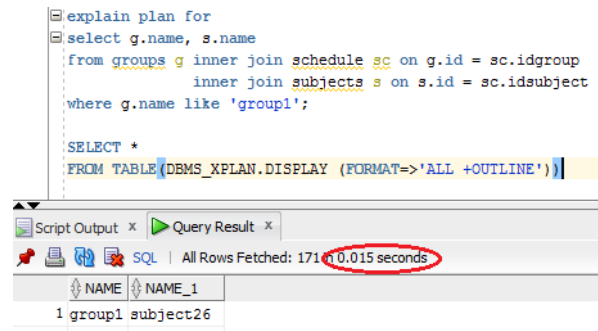 explain plan for
select g.name, s.name
from groups g inner join schedule sc on g.id = sc.idgroup
inner join subjects s on s.id = sc.idsubject
where g.name like 'group1';
SELECT *
FROM TABLE(DBMS_XPLAN.DISPLAY (FORMAT=>'ALL +OUTLINE'))
Script Output x Query Result x
SQL | All Rows Fetched: 171 0.015 seconds
NAME NAME_1
1 group1 subject26